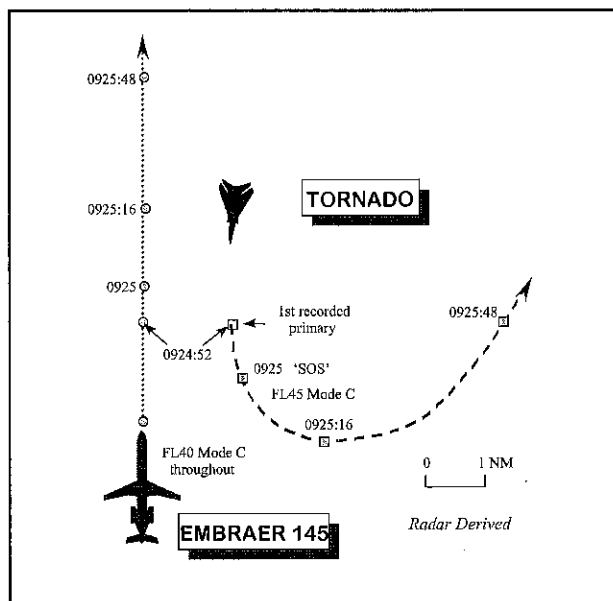 0925:48
TORNADO
0925:16
0925
1st recorded
primary
0925:48
0924:52
0925 'SOS'
FL45 Mode C
0925:16
FL40 Mode C
throughout
0 1 NM
Radar Derived
EMBRAER 145